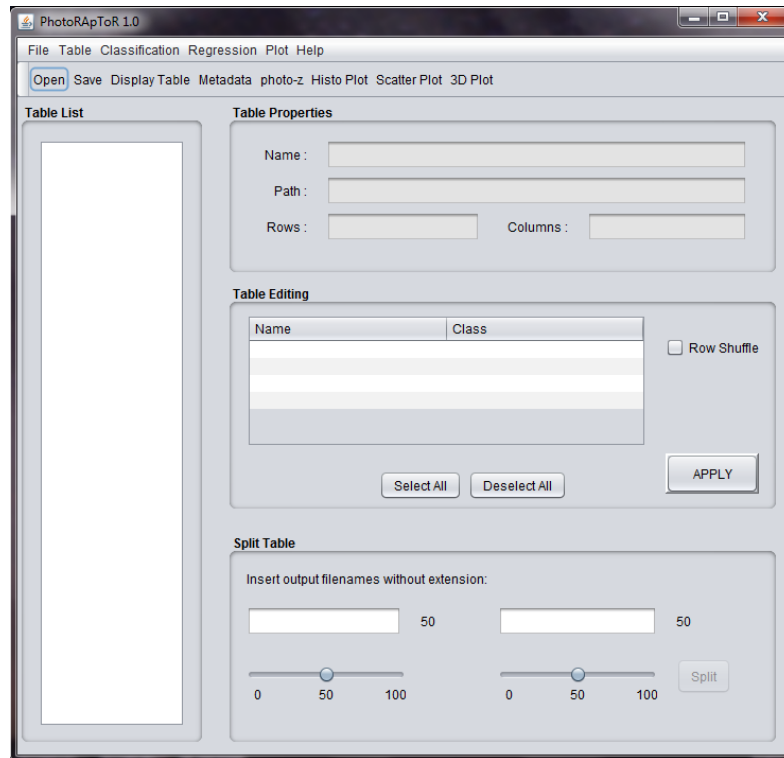 PhotoRApToR 1.0
File Table Classification Regression Plot Help
Open Save Display Table Metadata photo-z Histo Plot Scatter Plot 3D Plot
Table List
Table Properties
Name :
Path :
Rows :
Columns :
Table Editing
Name Class
Row Shuffle
Select All Deselect All
APPLY
Split Table
Insert output filenames without extension:
50 50
0 50 100 0 50 100
Split